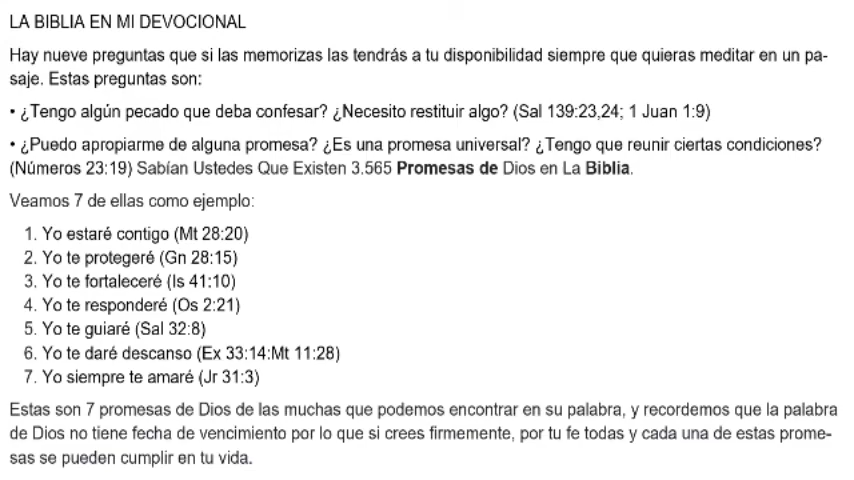 LA BIBLIA EN MI DEVOCIONAL
Hay nueve preguntas que si las memorizas las tendrás a tu disponibilidad siempre que quieras meditar en un pa-
saje. Estas preguntas son:
• ¿Tengo algún pecado que deba confesar? ¿Necesito restituir algo? (Sal 139:23,24; 1 Juan 1:9)
• ¿Puedo apropiarme de alguna promesa? ¿Es una promesa universal? ¿Tengo que reunir ciertas condiciones?
(Números 23:19) Sabían Ustedes Que Existen 3.565 Promesas de Dios en La Biblia.
Veamos 7 de ellas como ejemplo:
1. Yo estaré contigo (Mt 28:20)
2. Yo te protegeré (Gn 28:15)
3. Yo te fortaleceré (Is 41:10)
4. Yo te responderé (Os 2:21)
5. Yo te guiaré (Sal 32:8)
6. Yo te daré descanso (Ex 33:14:Mt 11:28)
7. Yo siempre te amaré (Jr 31:3)
Estas son 7 promesas de Dios de las muchas que podemos encontrar en su palabra, y recordemos que la palabra
de Dios no tiene fecha de vencimiento por lo que si crees firmemente, por tu fe todas y cada una de estas prome-
sas se pueden cumplir en tu vida.